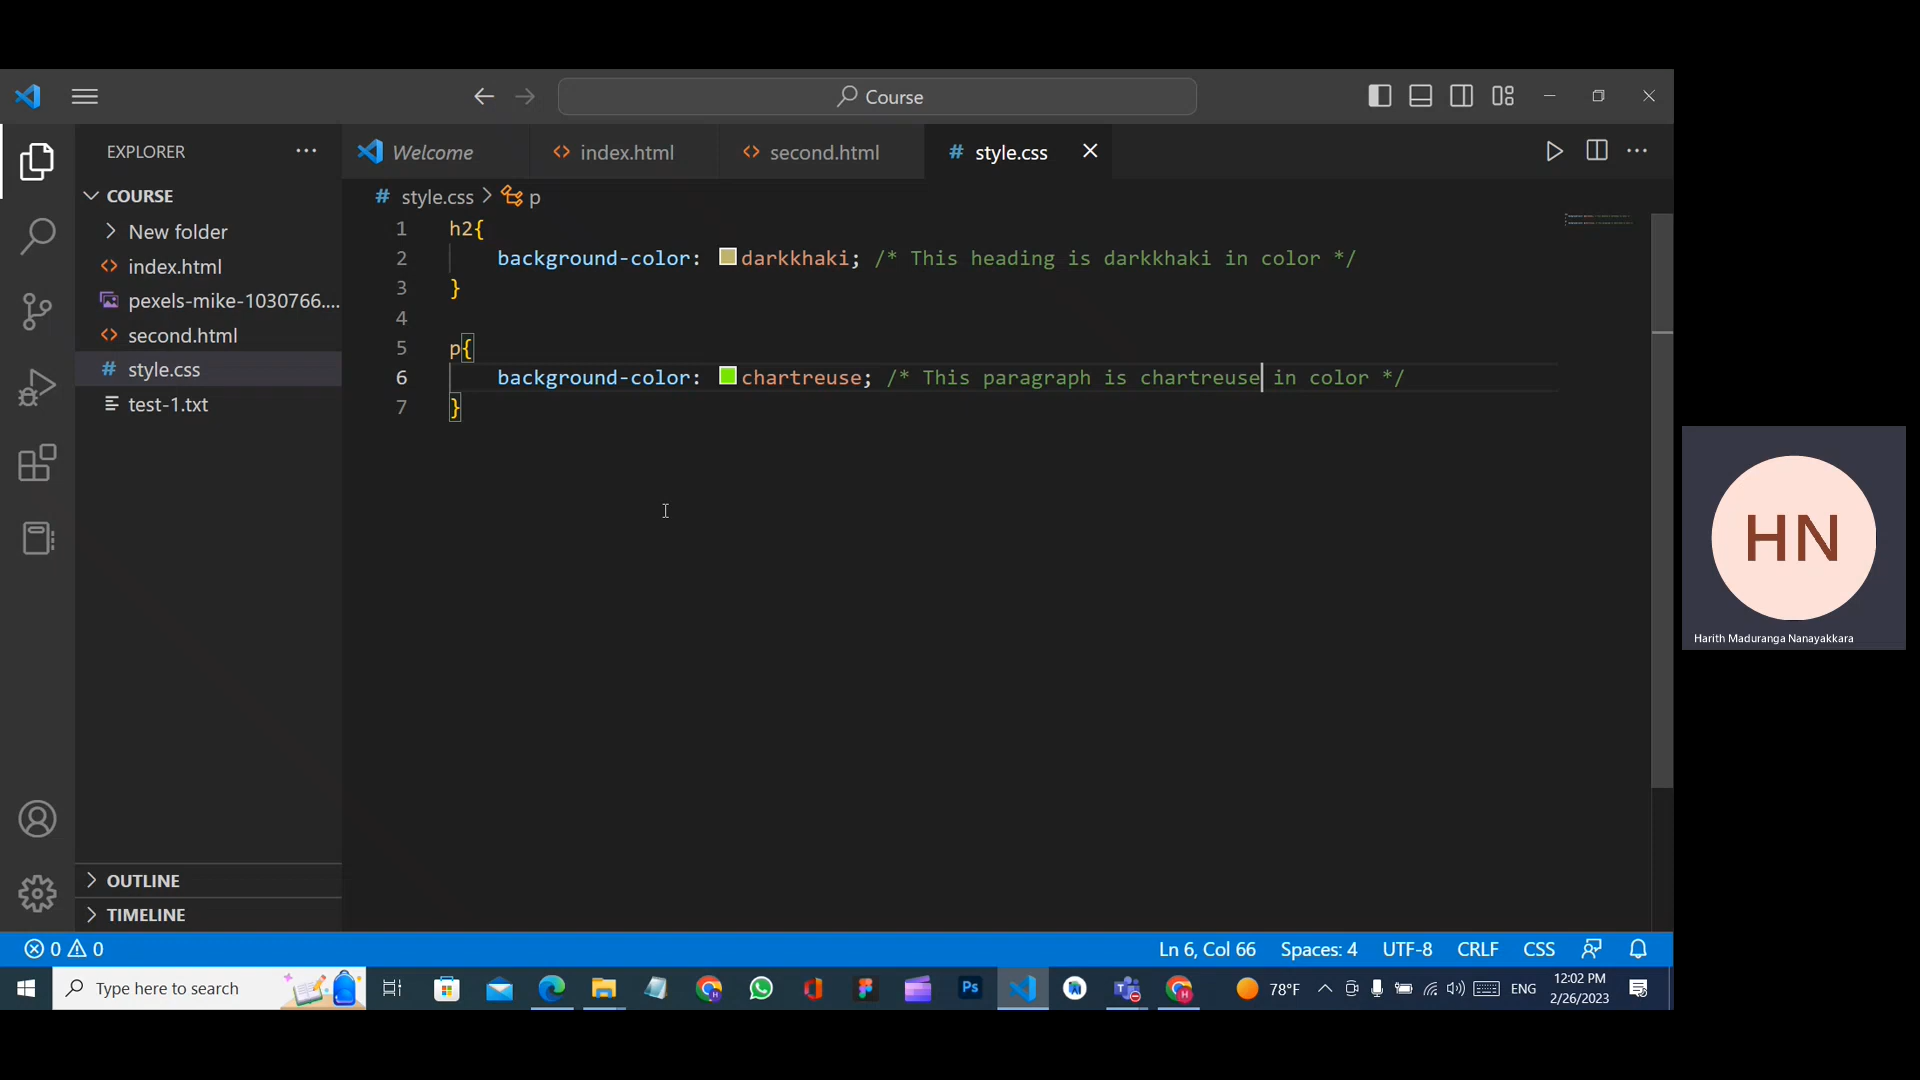 Course
EXPLORER
Welcome
index.html
second.html
style.css
COURSE
New folder
index.html
pexels-mike-1030766....
second.html
style.css
test-1.txt
style.css
p
1 h2{
2 background-color: darkkhaki; /* This heading is darkkhaki in color */
3 }
4
5 p{
6 background-color: chartreuse; /* This paragraph is chartreuse in color */
7 }
HN
Harith Maduranga Nanayakkara
OUTLINE
TIMELINE
0 0
Ln 6, Col 66
Spaces: 4
UTF-8
CRLF
CSS
Type here to search
Ps
78°F
ENG
12:02 PM
2/26/2023